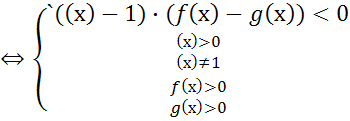 `((x) − 1) · (f(x) − g(x)) < 0
(x)>0
⇔ { (x)≠1
f(x)>0
g(x)>0